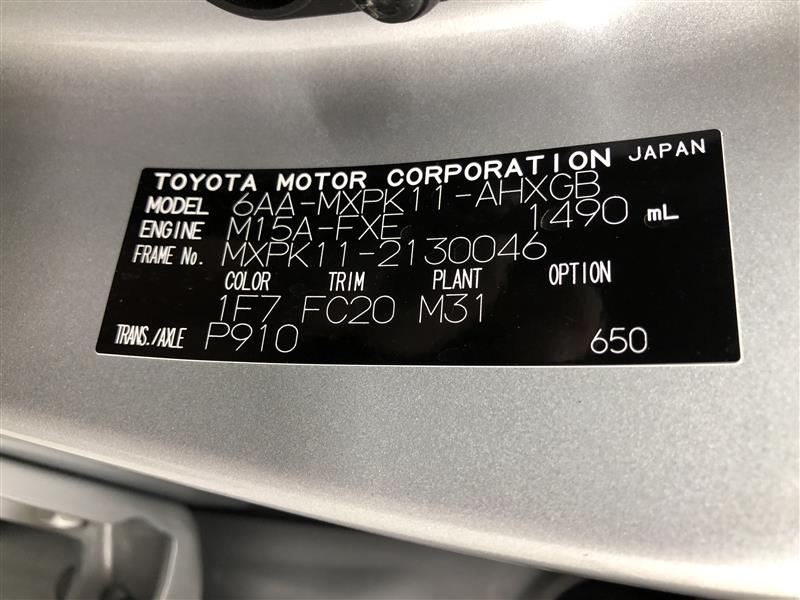 TOYOTA MOTOR CORPORATION JAPAN
MODEL 6AA-MXPK11-AHXGB
ENGINE M15A-FXE 1490 mL
FRAME No. MXPK11-2130046
COLOR TRIM PLANT OPTION
1F7 FC20 M31
TRANS./AXLE P910 650